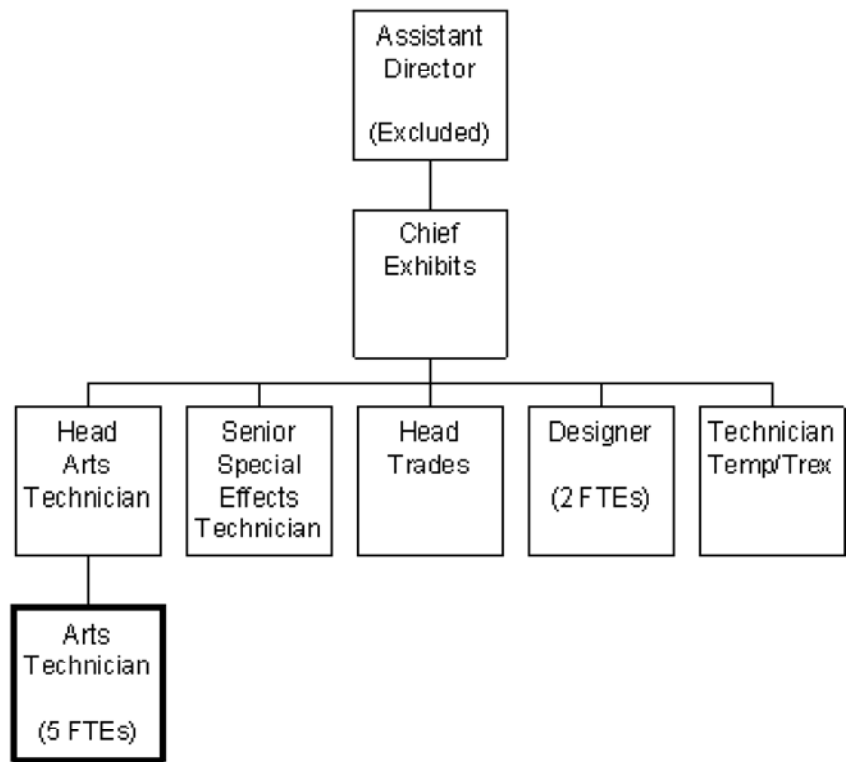 Assistant
Director
(Excluded)
Chief
Exhibits
Head
Arts
Technician
Senior
Special
Effects
Technician
Head
Trades
Designer
(2 FTEs)
Technician
Temp/Trex
Arts
Technician
(5 FTEs)